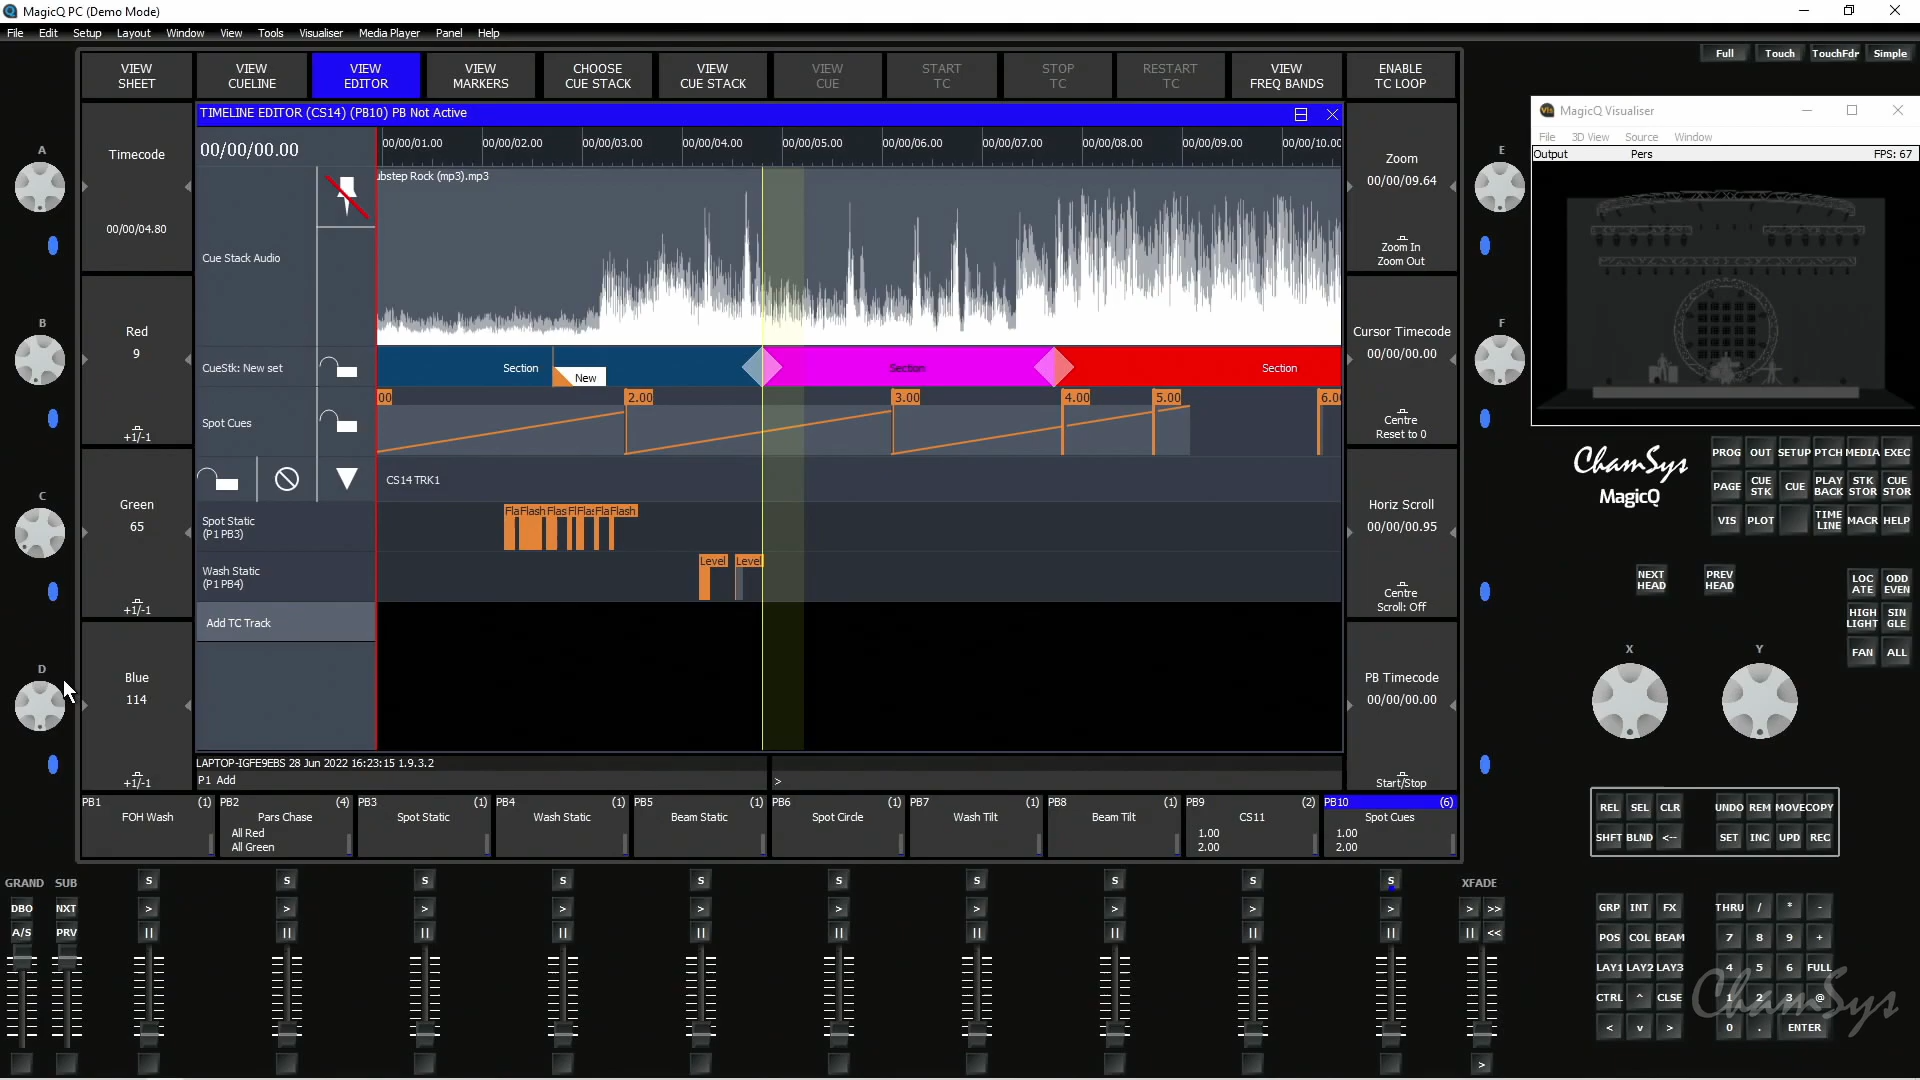 MagicQ PC (Demo Mode)
File Edit Setup Layout Window View Tools Visualiser Media Player Panel Help
Full Touch TouchFdr Simple
VIEW SHEET
VIEW CUELINE
VIEW EDITOR
VIEW MARKERS
CHOOSE CUE STACK
VIEW CUE STACK
VIEW CUE
START TC
STOP TC
RESTART TC
VIEW FREQ BANDS
ENABLE TC LOOP
TIMELINE EDITOR (CS14) (PB10) PB Not Active
00/00/00.00
00/00/01.00 00/00/02.00 00/00/03.00 00/00/04.00 00/00/05.00 00/00/06.00 00/00/07.00 00/00/08.00 00/00/09.00 00/00/10.00
ubstep Rock (mp3).mp3
Cue Stack Audio
CueStk: New set
Section New Section Section
Spot Cues
00 2.00 3.00 4.00 5.00 6.0
CS14 TRK1
Spot Static
(P1 PB3)
Fla Flash Flas Fl Flas Fla Flash
Wash Static
(P1 PB4)
Level Level
Add TC Track
A
Timecode
00/00/04.80
B
Red
9
+1/-1
C
Green
65
+1/-1
D
Blue
114
+1/-1
E
Zoom
00/00/09.64
Zoom In
Zoom Out
F
Cursor Timecode
00/00/00.00
Centre
Reset to 0
Horiz Scroll
00/00/00.95
Centre
Scroll: Off
PB Timecode
00/00/00.00
Start/Stop
LAPTOP-IGFE9EBS 28 Jun 2022 16:23:15 1.9.3.2
P1 Add
>
PB1 (1) PB2 (4) PB3 (1) PB4 (1) PB5 (1) PB6 (1) PB7 (1) PB8 (1) PB9 (2) PB10 (6)
FOH Wash Pars Chase Spot Static Wash Static Beam Static Spot Circle Wash Tilt Beam Tilt CS11 Spot Cues
All Red 1.00 1.00
All Green 2.00 2.00
GRAND SUB XFADE
S S S S S S S S S S
DBO NXT > > > > > > > > > > > >>
A/S PRV || || || || || || || || || || || <<
>
MagicQ Visualiser
File 3D View Source Window
Output Pers FPS: 67
ChamSys
MagicQ
PROG OUT SETUP PTCH MEDIA EXEC
PAGE CUE STK CUE PLAY BACK STK STOR CUE STOR
VIS PLOT TIME LINE MACR HELP
NEXT HEAD
PREV HEAD
LOC ATE
ODD EVEN
HIGH LIGHT
SIN GLE
FAN ALL
X Y
REL SEL CLR UNDO REM MOVE COPY
SHFT BLND <-- SET INC UPD REC
GRP INT FX THRU / * -
POS COL BEAM 7 8 9 +
LAY1 LAY2 LAY3 4 5 6 FULL
CTRL ^ CLSE 1 2 3 @
< v > 0 . ENTER
ChamSys